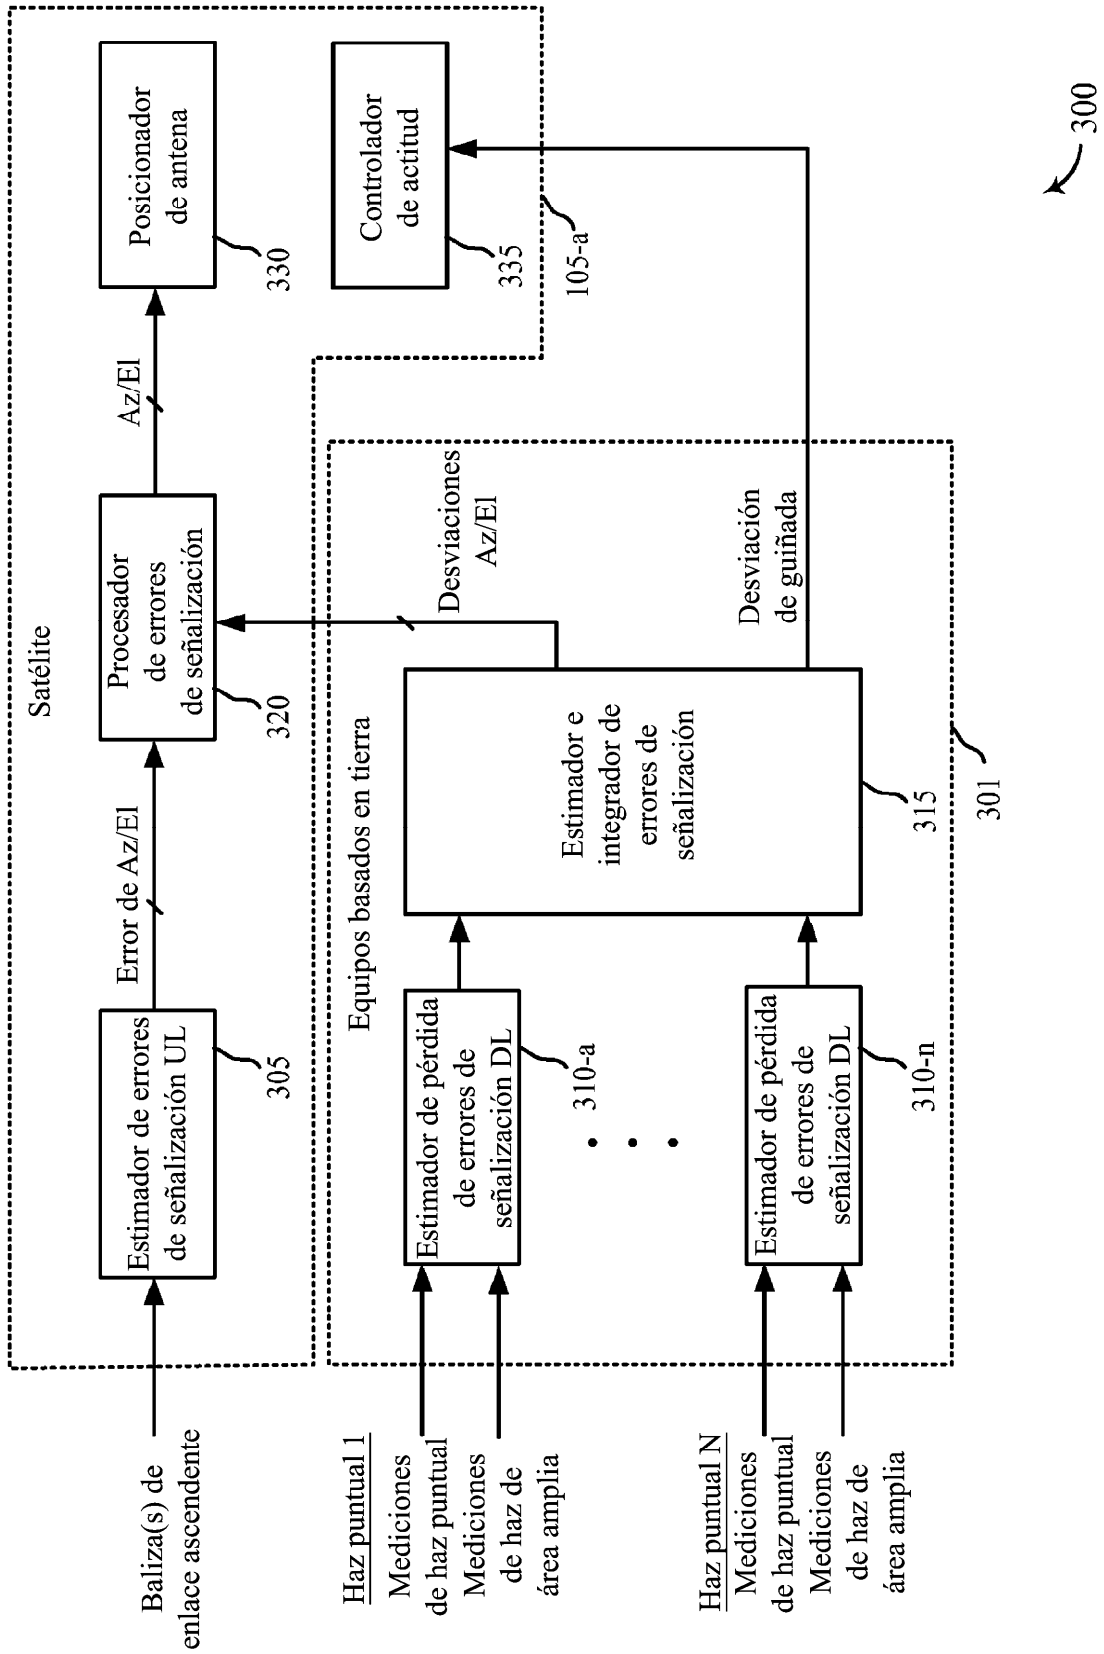 Satélite
Baliza(s) de
enlace ascendente
Estimador de errores
de señalización UL
305
Error de Az/El
Procesador
de errores
de señalización
320
Az/El
Posicionador
de antena
330
Controlador
de actitud
335
105-a
Equipos basados en tierra
Haz puntual 1
Mediciones
de haz puntual
Mediciones
de haz de
área amplia
Estimador de pérdida
de errores de
señalización DL
310-a
Haz puntual N
Mediciones
de haz puntual
Mediciones
de haz de
área amplia
Estimador de pérdida
de errores de
señalización DL
310-n
Estimador e
integrador de
errores de
señalización
315
Desviaciones
Az/El
Desviación
de guiñada
301
300